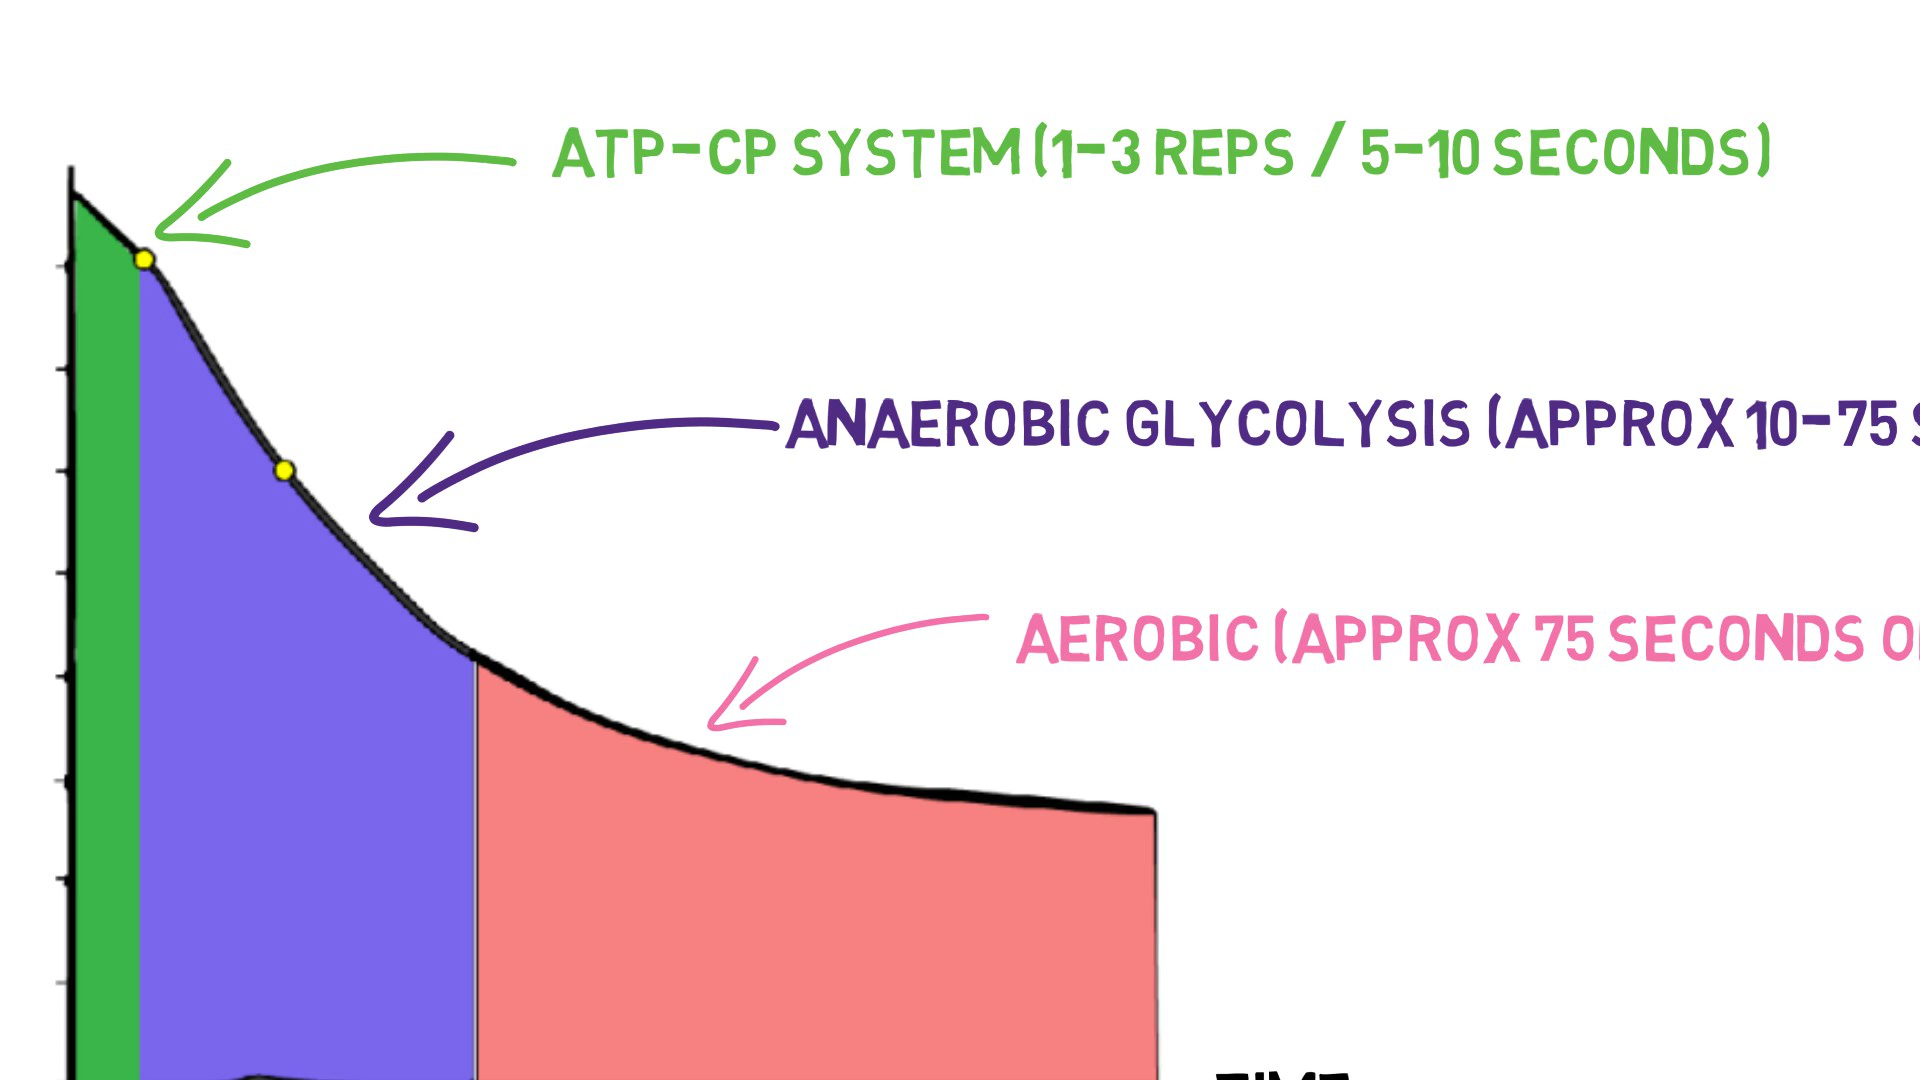 ATP-CP SYSTEM (1-3 REPS / 5-10 SECONDS)
ANAEROBIC GLYCOLYSIS (APPROX 10-75
AEROBIC (APPROX 75 SECONDS